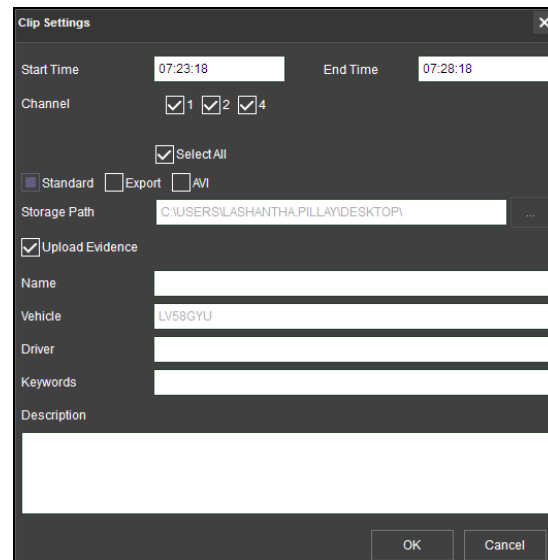 Clip Settings
Start Time 07:23:18 End Time 07:28:18
Channel 1 2 4
Select All
Standard Export AVI
Storage Path C:\USERS\LASHANTHA.PILLAY\DESKTOP\ ...
Upload Evidence
Name
Vehicle LV58GYU
Driver
Keywords
Description
OK Cancel